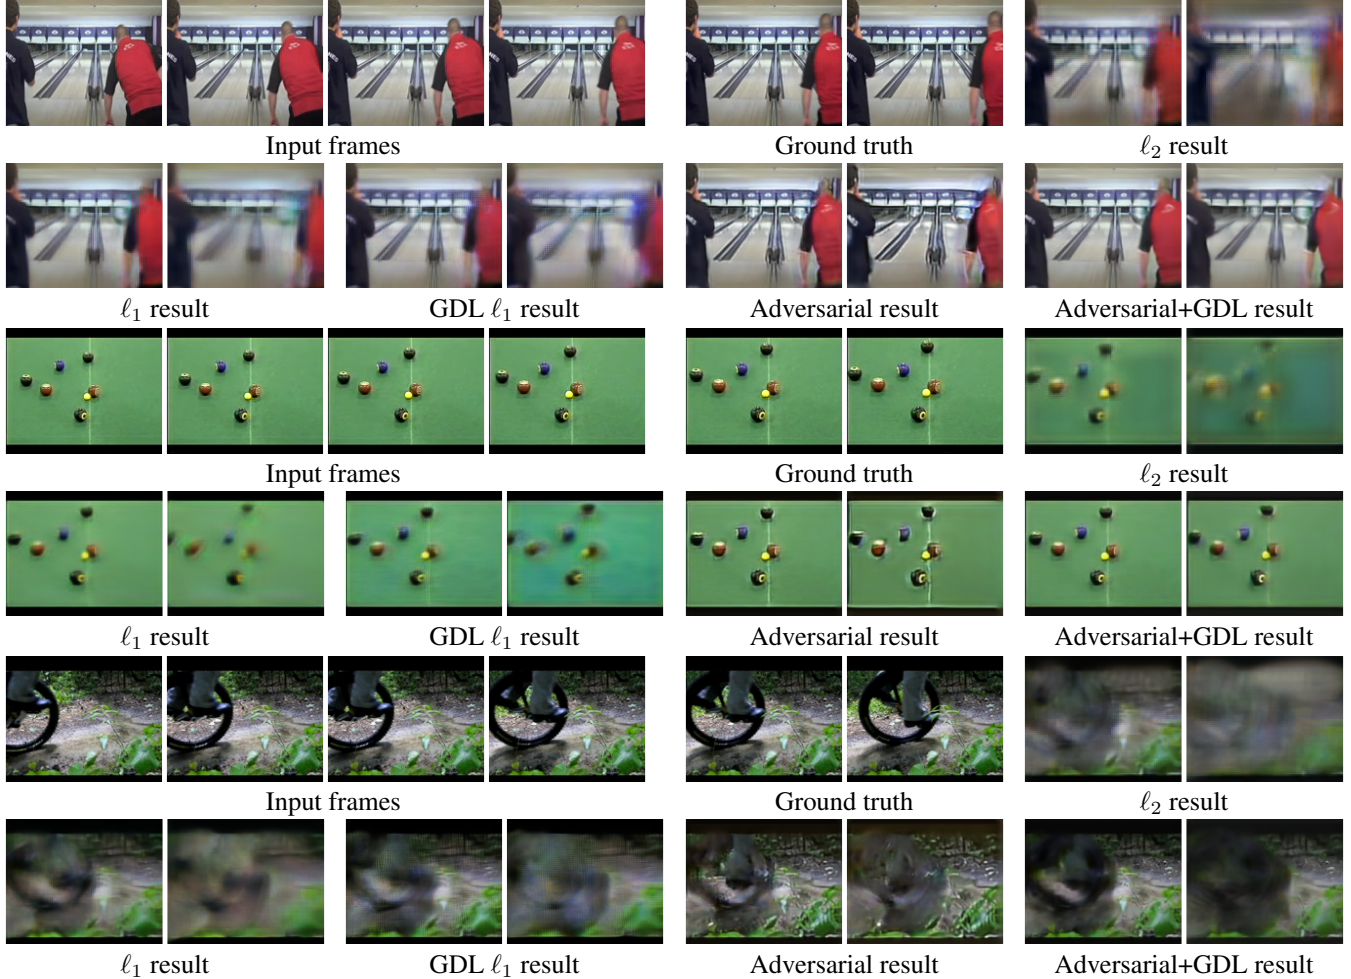 Input frames
Ground truth
ℓ2 result
ℓ1 result
GDL ℓ1 result
Adversarial result
Adversarial+GDL result
Input frames
Ground truth
ℓ2 result
ℓ1 result
GDL ℓ1 result
Adversarial result
Adversarial+GDL result
Input frames
Ground truth
ℓ2 result
ℓ1 result
GDL ℓ1 result
Adversarial result
Adversarial+GDL result